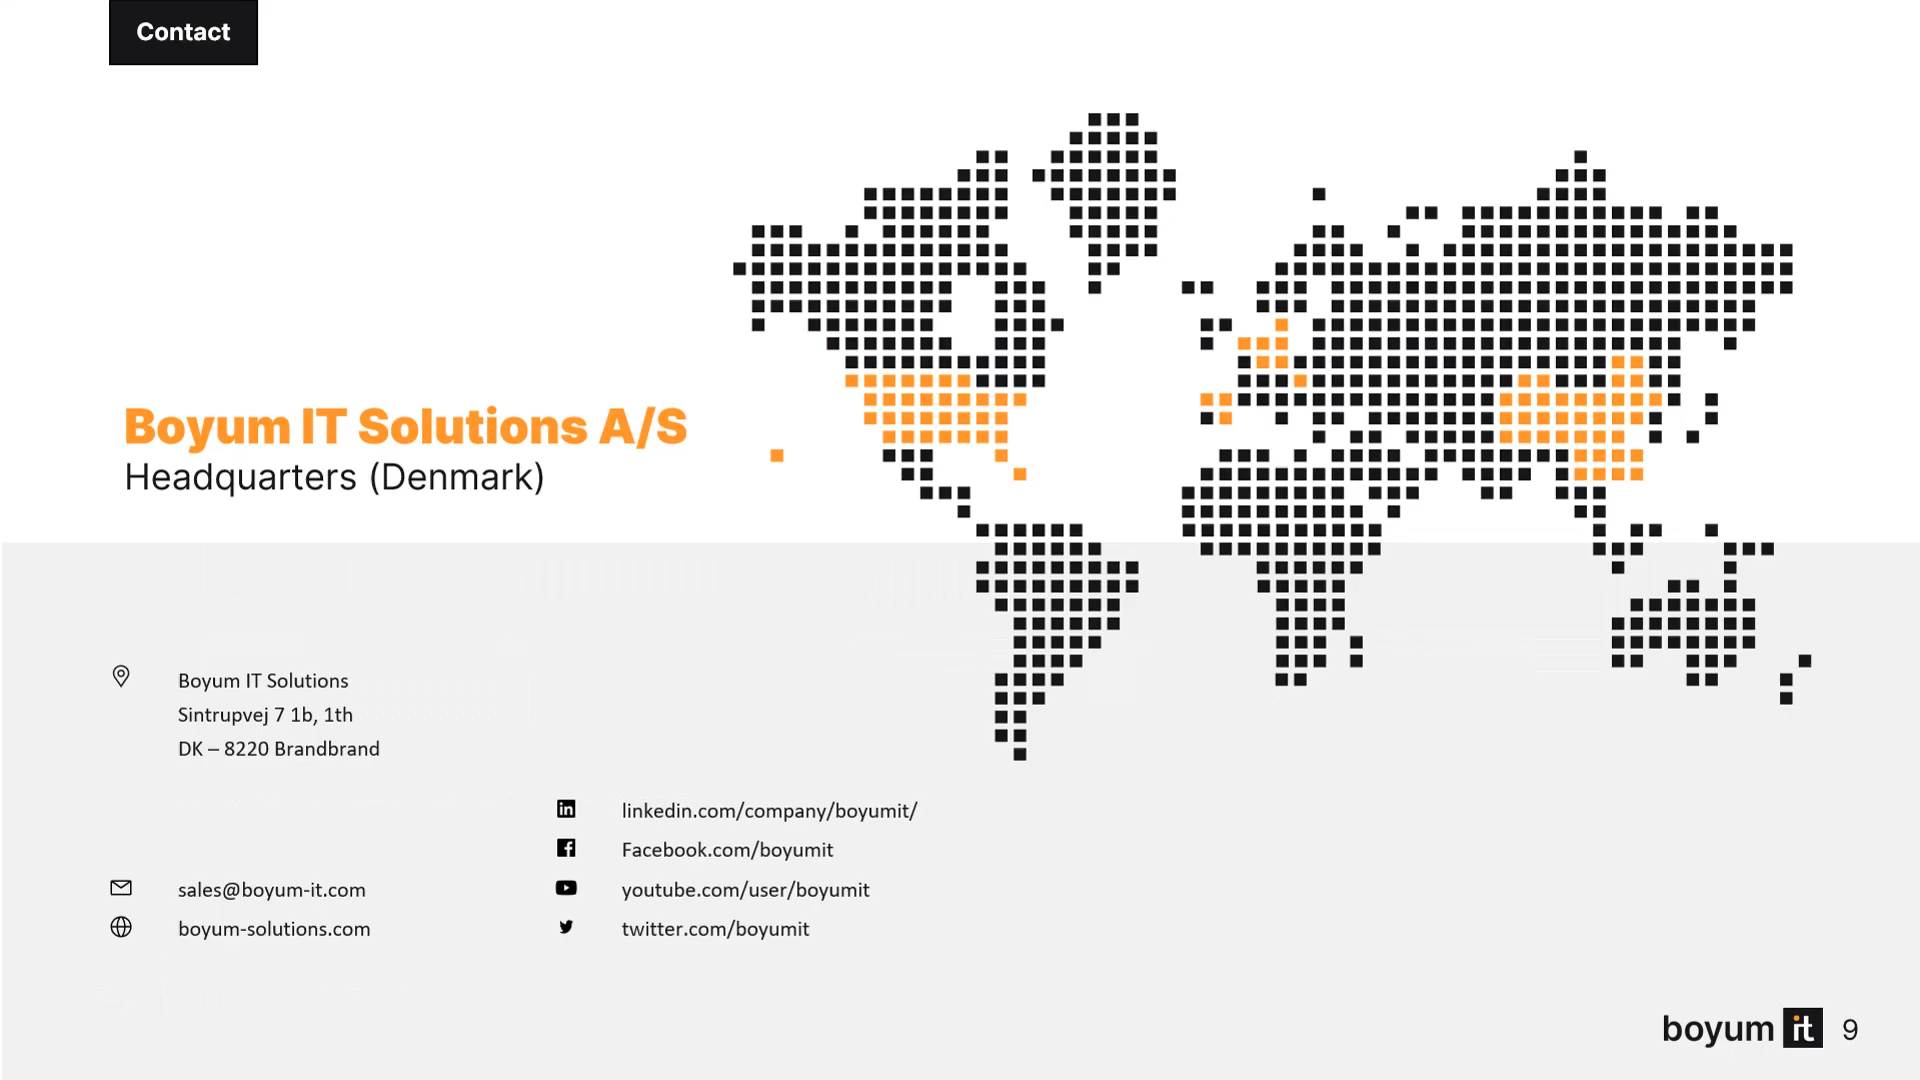 Contact
Boyum IT Solutions A/S
Headquarters (Denmark)
Boyum IT Solutions
Sintrupvej 7 1b, 1th
DK – 8220 Brandbrand
sales@boyum-it.com
boyum-solutions.com
linkedin.com/company/boyumit/
Facebook.com/boyumit
youtube.com/user/boyumit
twitter.com/boyumit
boyum it 9